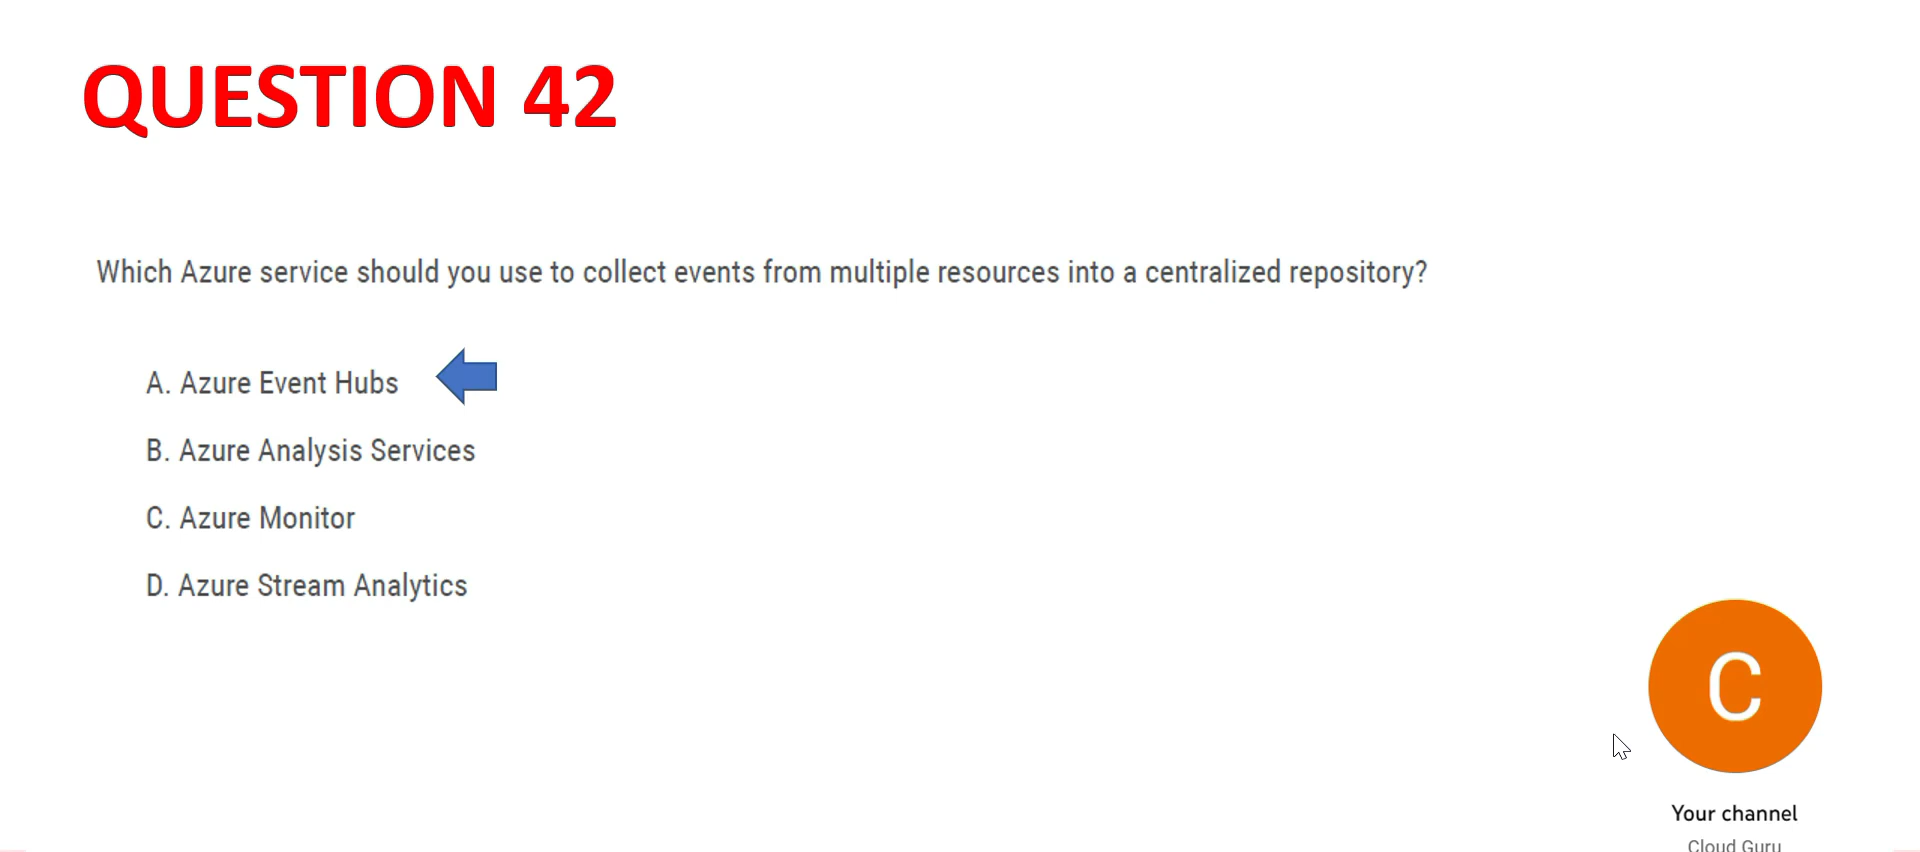 QUESTION 42
Which Azure service should you use to collect events from multiple resources into a centralized repository?
A. Azure Event Hubs
B. Azure Analysis Services
C. Azure Monitor
D. Azure Stream Analytics
C
Your channel
Cloud Guru